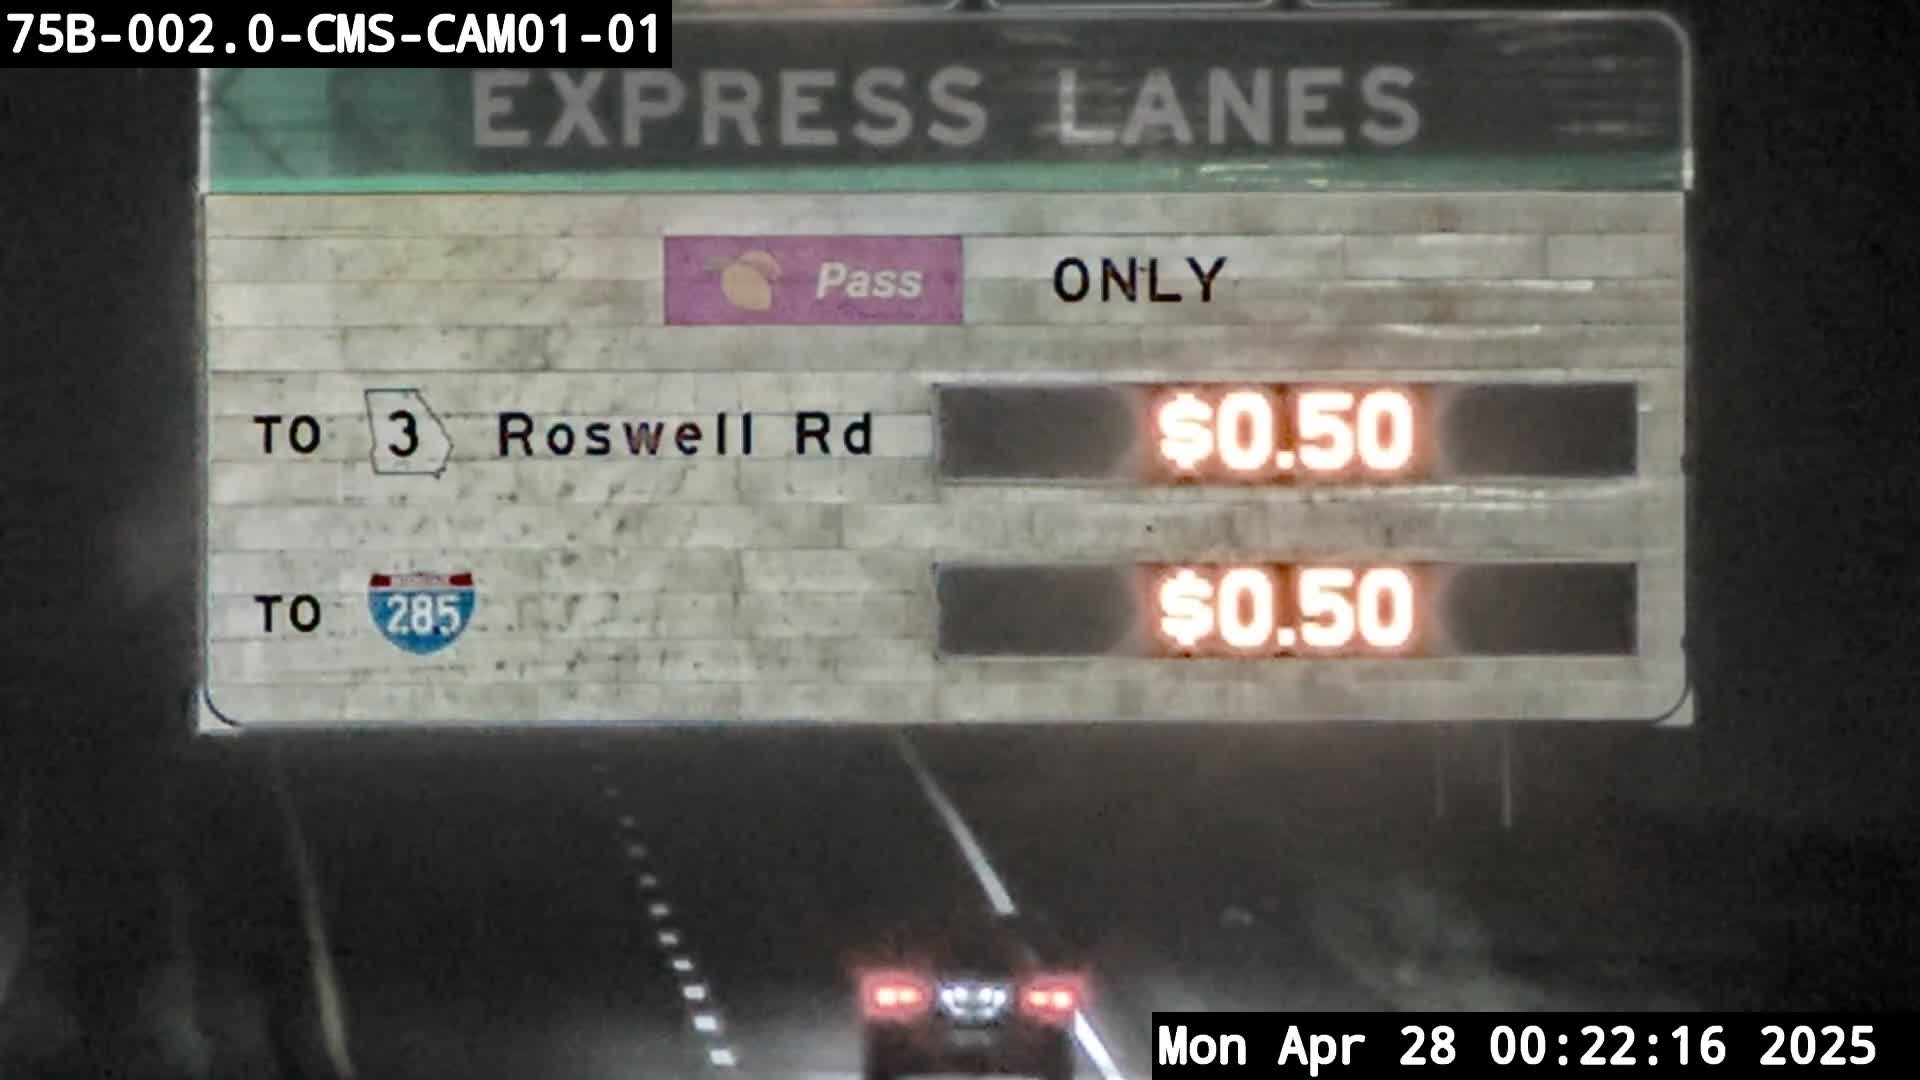 75B-002.0-CMS-CAM01-01
EXPRESS LANES
Pass ONLY
TO 3 Roswell Rd $0.50
TO 285 $0.50
Mon Apr 28 00:22:16 2025